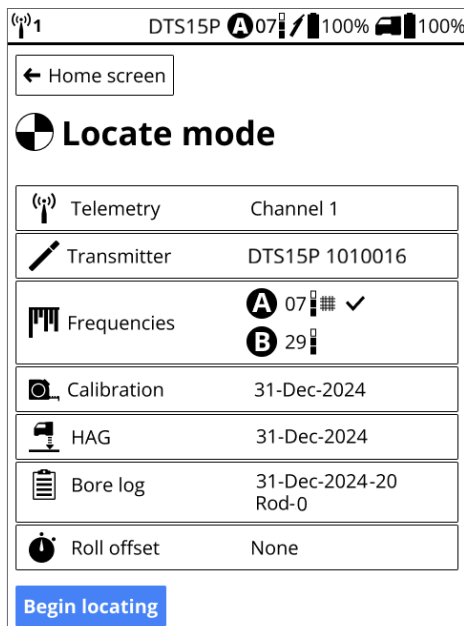 1 DTS15P A 07 100% 100%
← Home screen
Locate mode
Telemetry Channel 1
Transmitter DTS15P 1010016
Frequencies A 07 ✓
B 29
Calibration 31-Dec-2024
HAG 31-Dec-2024
Bore log 31-Dec-2024-20
Rod-0
Roll offset None
Begin locating